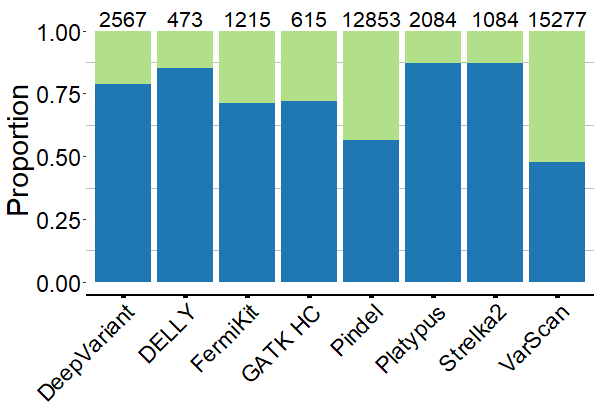 2567 473 1215 615 12853 2084 1084 15277
1.00
0.75
0.50
0.25
0.00
Proportion
DeepVariant
DELLY
FermiKit
GATK HC
Pindel
Platypus
Strelka2
VarScan